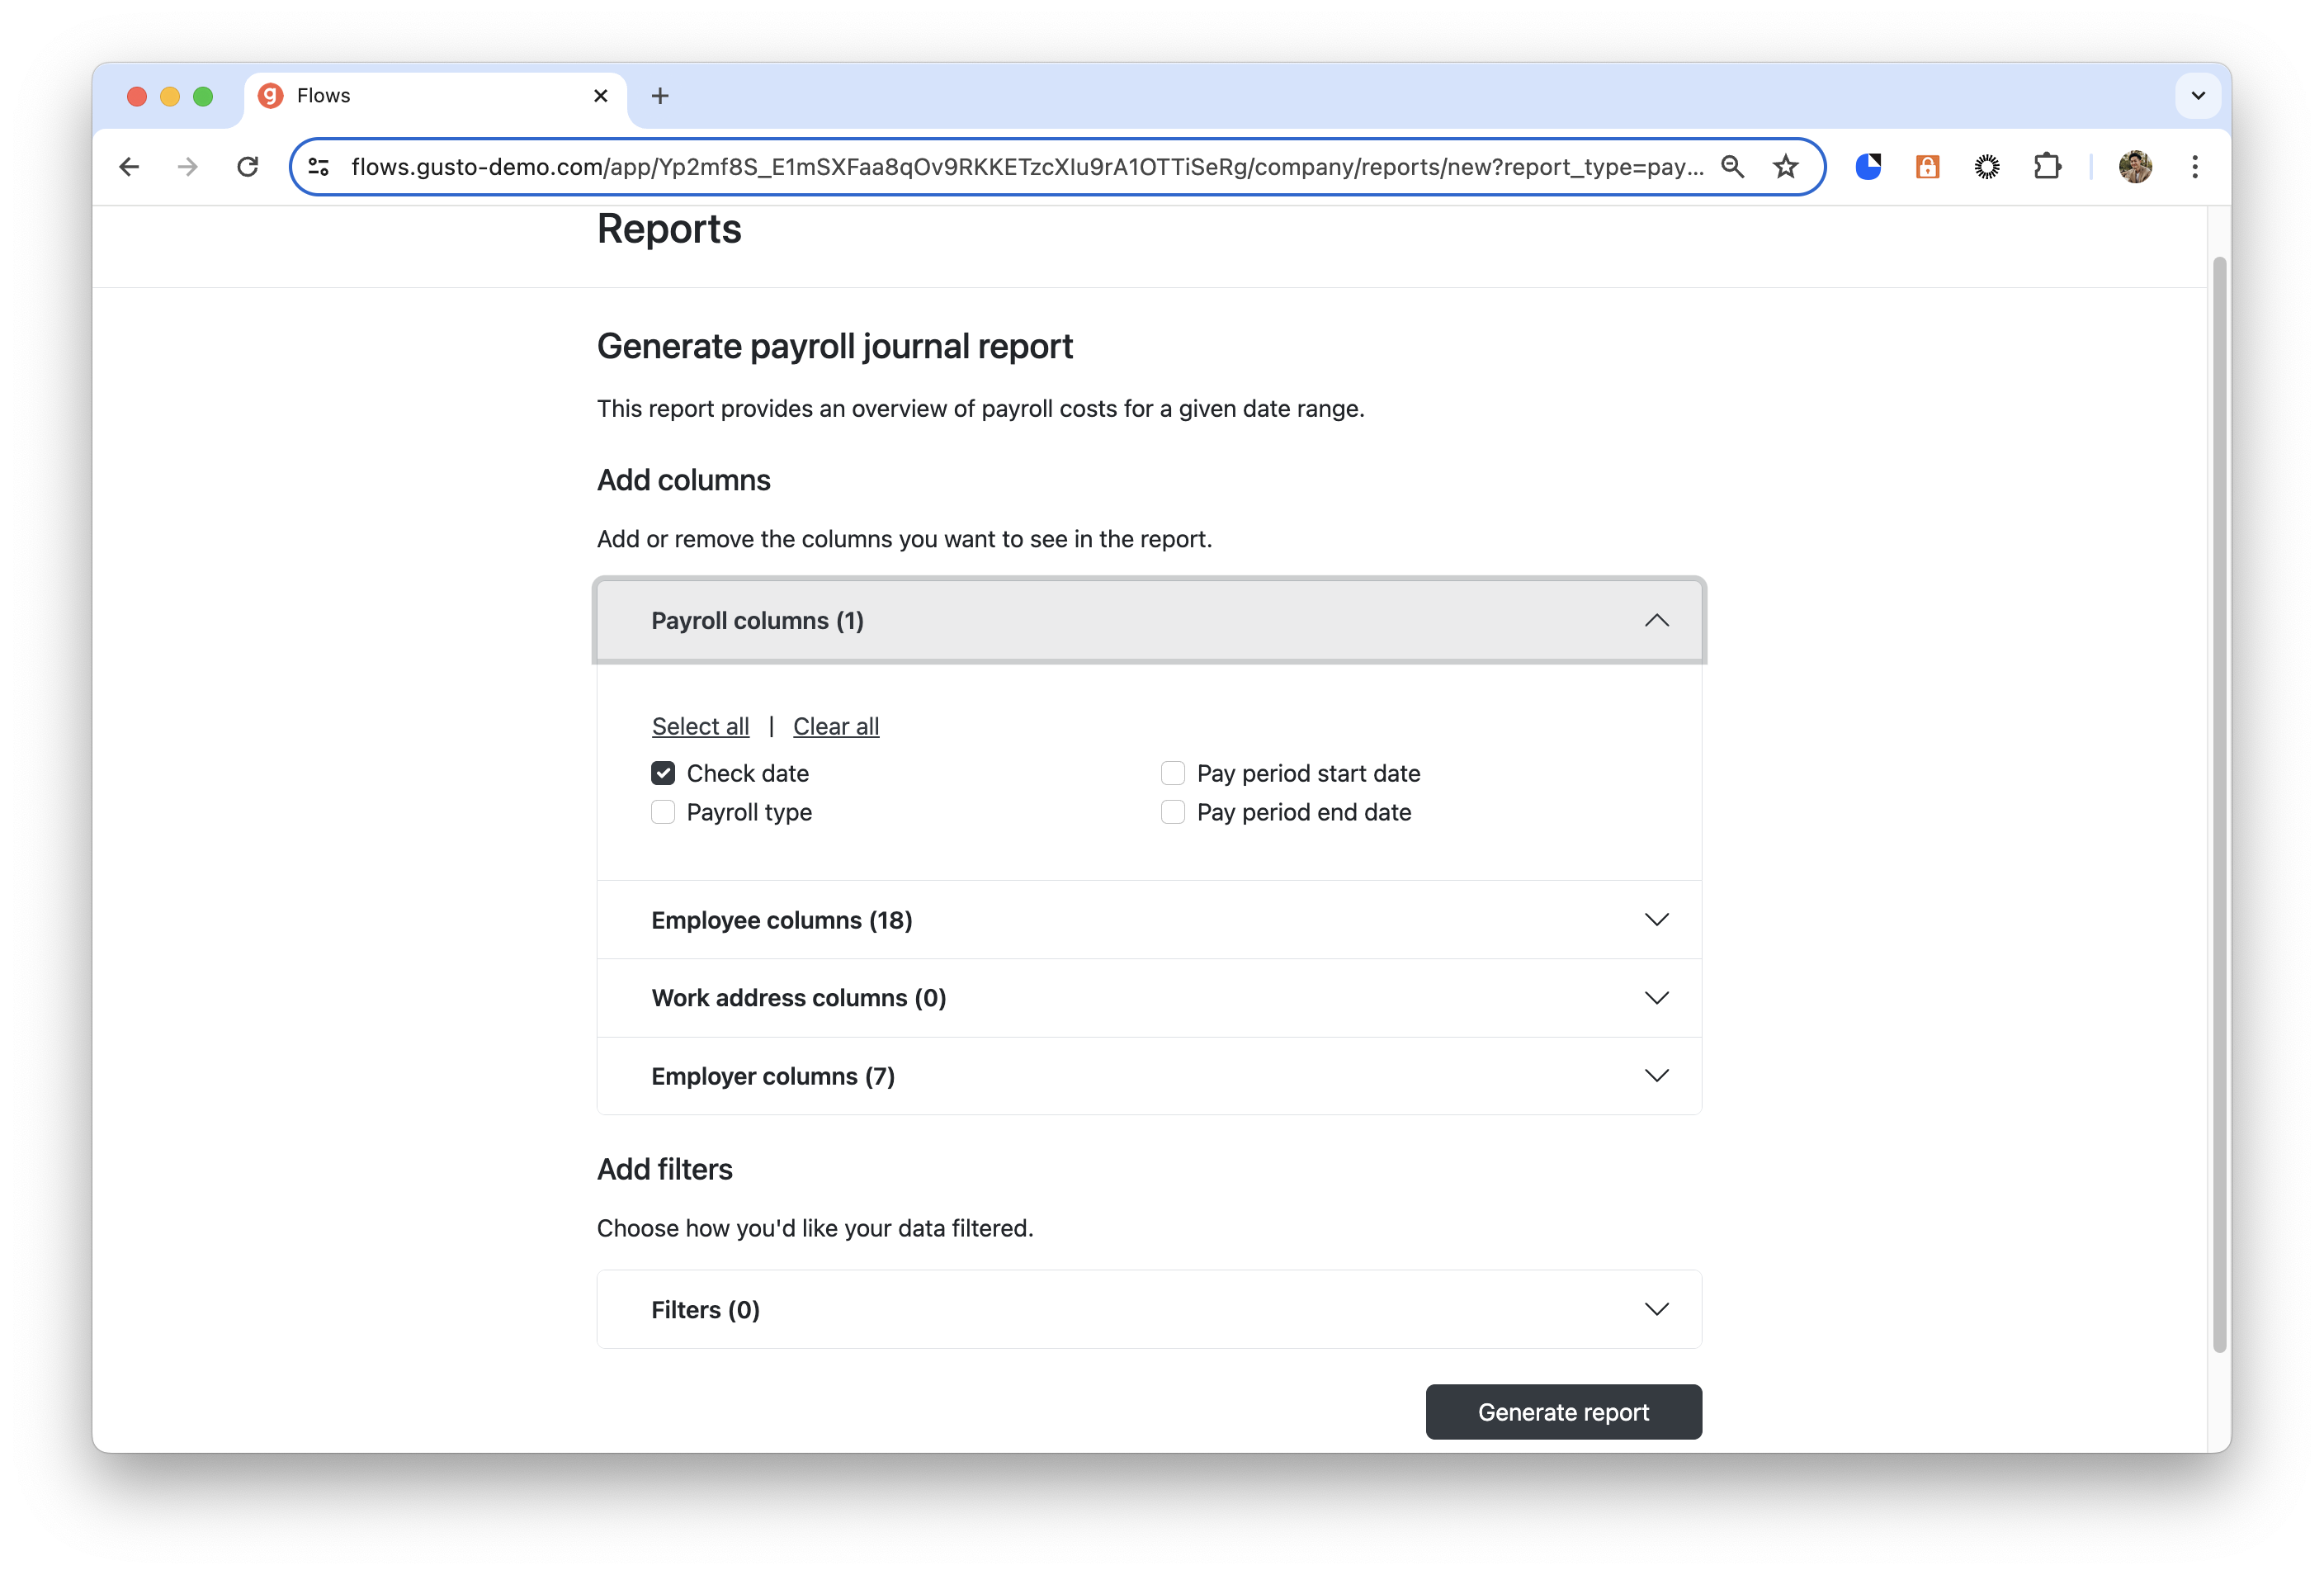 Flows
flows.gusto-demo.com/app/Yp2mf8S_E1mSXFaa8qOv9RKKETzcXIu9rA1OTTiSeRg/company/reports/new?report_type=pay...
Reports
Generate payroll journal report
This report provides an overview of payroll costs for a given date range.
Add columns
Add or remove the columns you want to see in the report.
Payroll columns (1)
Select all | Clear all
Check date
Pay period start date
Payroll type
Pay period end date
Employee columns (18)
Work address columns (0)
Employer columns (7)
Add filters
Choose how you'd like your data filtered.
Filters (0)
Generate report